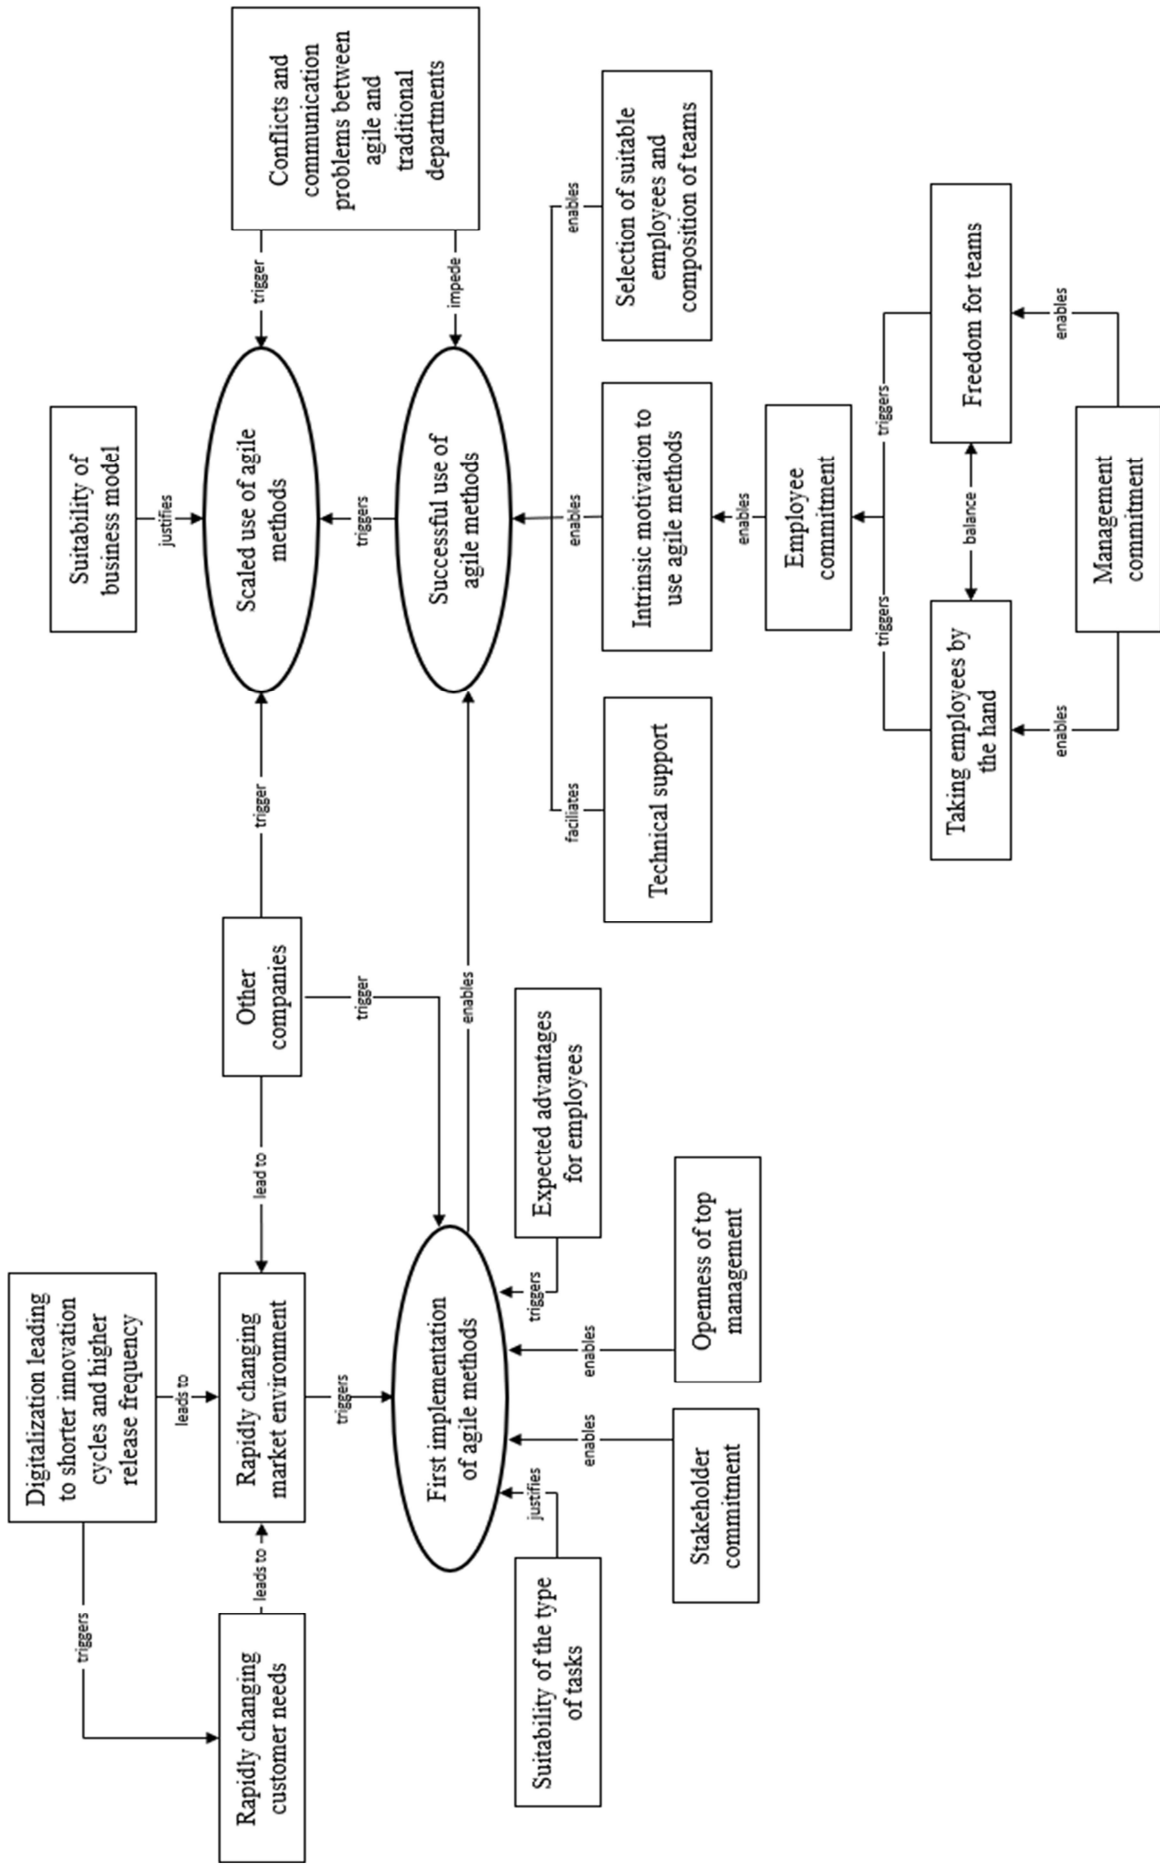 Digitalization leading
to shorter innovation
cycles and higher
release frequency
triggers
leads to
Rapidly changing
customer needs
leads to
Rapidly changing
market environment
lead to
Other
companies
trigger
trigger
triggers
Suitability of
business model
justifies
Scaled use of agile
methods
trigger
Conflicts and
communication
problems between
agile and
traditional
departments
impede
triggers
Successful use of
agile methods
First implementation
of agile methods
enables
justifies
enables
enables
triggers
Suitability of the type
of tasks
Stakeholder
commitment
Openness of top
management
Expected advantages
for employees
faciliates
enables
enables
Technical support
Intrinsic motivation to
use agile methods
Selection of suitable
employees and
composition of teams
enables
Employee
commitment
triggers
triggers
Taking employees by
the hand
balance
Freedom for teams
enables
enables
Management
commitment